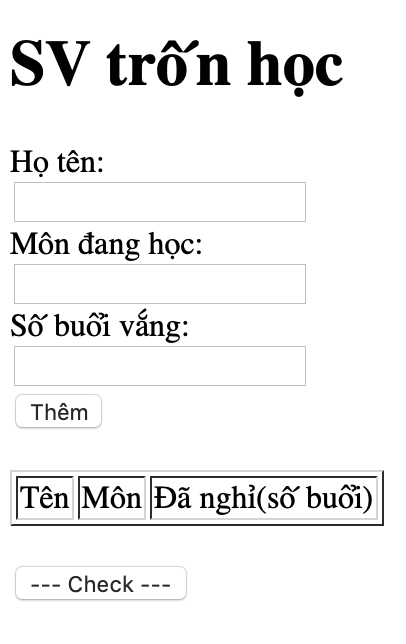 SV trốn học
Họ tên:
Môn đang học:
Số buổi vắng:
Thêm
Tên Môn Đã nghỉ(số buổi)
--- Check ---